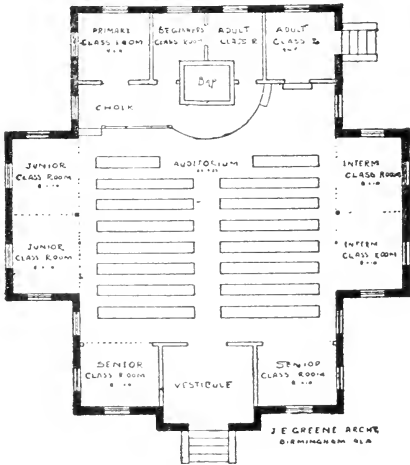 PRIMARY
CLASS ROOM
BEGINNERS'
CLASS ROOM
ADULT
CLASS R
ADULT
CLASS
Bap
CHOIR
AUDITORIUM
JUNIOR
CLASS ROOM
INTERM
CLASS ROOM
JUNIOR
CLASS ROOM
INTERM
CLASS ROOM
SENIOR
CLASS ROOM
VESTIBULE
SENIOR
CLASS ROOM
J E GREENE ARCHT
BIRMINGHAM ALA